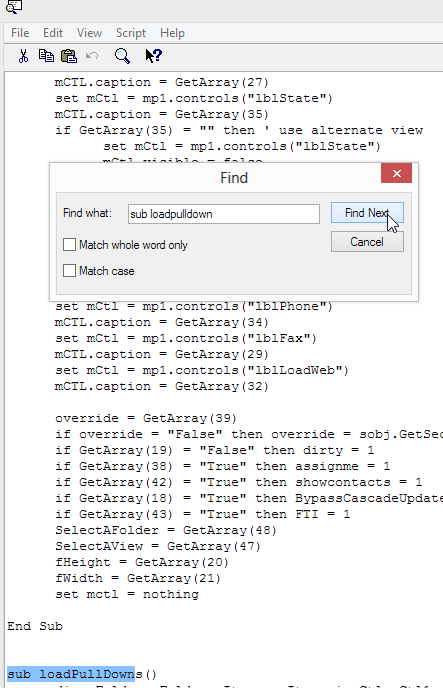 File Edit Script Help
mCTL.caption = GetArray(27)
set mCtl = mp1.controls("lblState")
mCTL.caption = GetArray(35)
if GetArray(35) = "" then ' use alternate view
set mCtl = mp1.controls("lblState")
mCtl.visible = false
Find
Find what: sub loadpulldown Find Next
Match whole word only Cancel
Match case
set mCtl = mp1.controls("lblPhone")
mCTL.caption = GetArray(34)
set mCtl = mp1.controls("lblFax")
mCTL.caption = GetArray(29)
set mCtl = mp1.controls("lblLoadWeb")
mCTL.caption = GetArray(32)
override = GetArray(39)
if override = "False" then override = sobj.GetSec
if GetArray(19) = "False" then dirty = 1
if GetArray(38) = "True" then assignme = 1
if GetArray(42) = "True" then showcontacts = 1
if GetArray(18) = "True" then BypassCascadeUpdate
if GetArray(43) = "True" then FTI = 1
SelectAFolder = GetArray(48)
SelectAView = GetArray(47)
fHeight = GetArray(20)
fWidth = GetArray(21)
set mctl = nothing
End Sub
sub loadPullDowns()